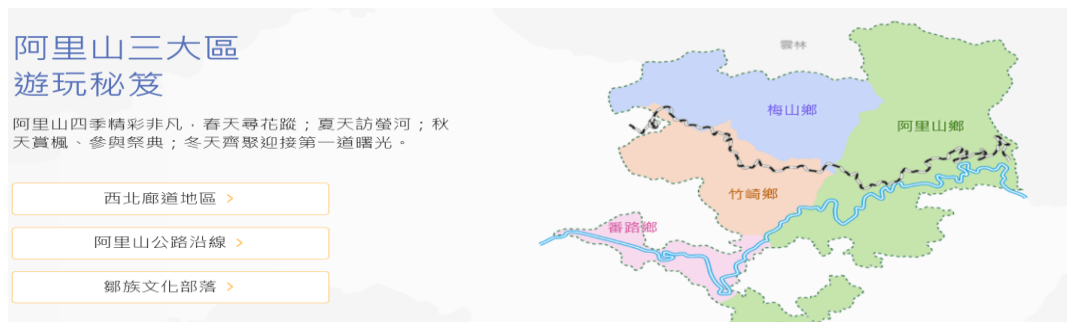 阿里山三大區
遊玩秘笈
阿里山四季精彩非凡，春天尋花蹤；夏天訪螢河；秋
天賞楓、參與祭典；冬天齊聚迎接第一道曙光。
西北廊道地區 >
阿里山公路沿線 >
鄒族文化部落 >
雲林
梅山鄉
阿里山鄉
竹崎鄉
番路鄉